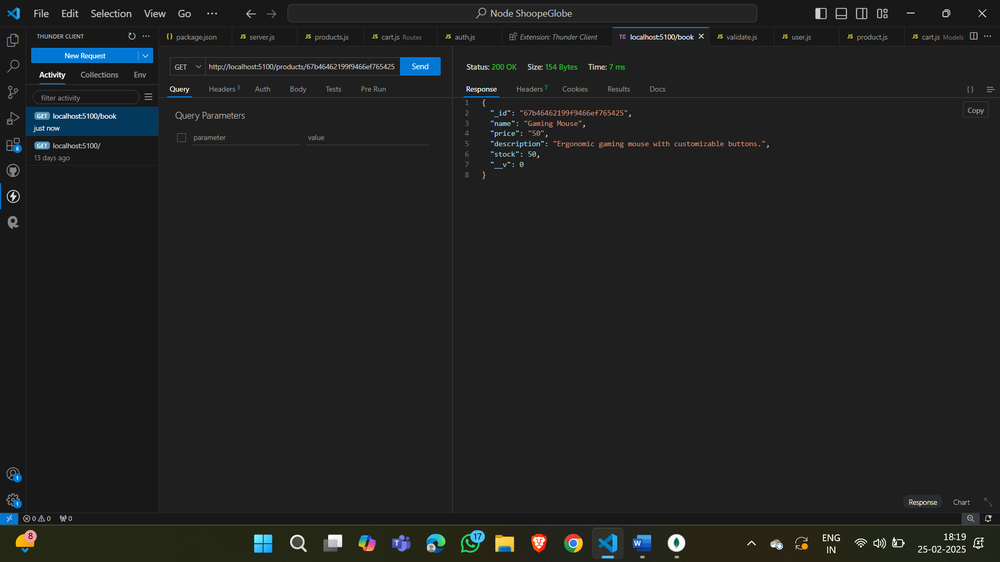 File Edit Selection View Go ···
Node ShoopeGlobe
THUNDER CLIENT
{} package.json
JS server.js
JS products.js
JS cart.js Routes
JS auth.js
Extension: Thunder Client
TC localhost:5100/book
JS validate.js
JS user.js
JS product.js
JS cart.js Models
New Request
Activity Collections Env
filter activity
GET localhost:5100/book
just now
GET localhost:5100/
13 days ago
GET http://localhost:5100/products/67b46462199f9466ef765425 Send
Query Headers 3 Auth Body Tests Pre Run
Query Parameters
parameter value
Status: 200 OK Size: 154 Bytes Time: 7 ms
Response Headers 7 Cookies Results Docs
{}
Copy
1 {
2 "_id": "67b46462199f9466ef765425",
3 "name": "Gaming Mouse",
4 "price": "50",
5 "description": "Ergonomic gaming mouse with customizable buttons.",
6 "stock": 50,
7 "__v": 0
8 }
6
1
1
Response Chart
0 0 0
8
17
ENG
IN
18:19
25-02-2025